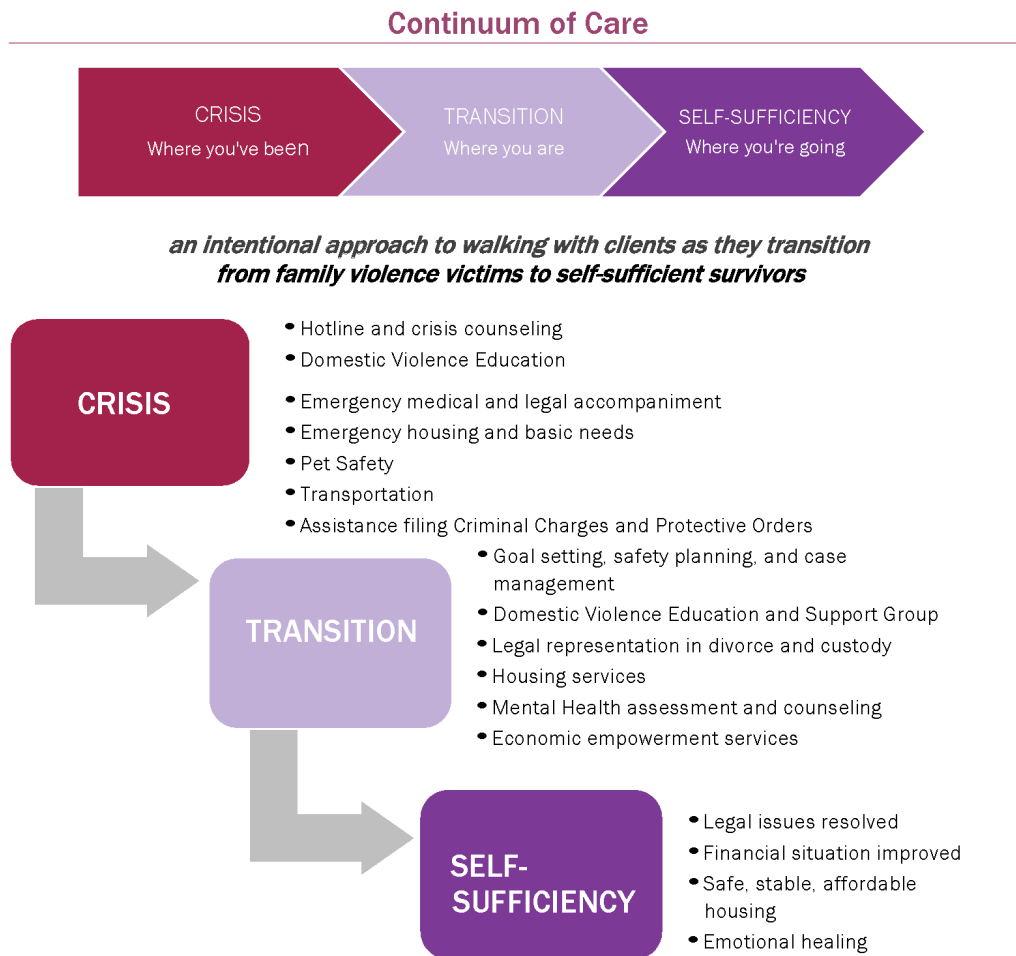 Continuum of Care
CRISIS
Where you've been
TRANSITION
Where you are
SELF-SUFFICIENCY
Where you're going
an intentional approach to walking with clients as they transition
from family violence victims to self-sufficient survivors
CRISIS
• Hotline and crisis counseling
• Domestic Violence Education
• Emergency medical and legal accompaniment
• Emergency housing and basic needs
• Pet Safety
• Transportation
• Assistance filing Criminal Charges and Protective Orders
TRANSITION
• Goal setting, safety planning, and case
management
• Domestic Violence Education and Support Group
• Legal representation in divorce and custody
• Housing services
• Mental Health assessment and counseling
• Economic empowerment services
SELF-
SUFFICIENCY
• Legal issues resolved
• Financial situation improved
• Safe, stable, affordable
housing
• Emotional healing